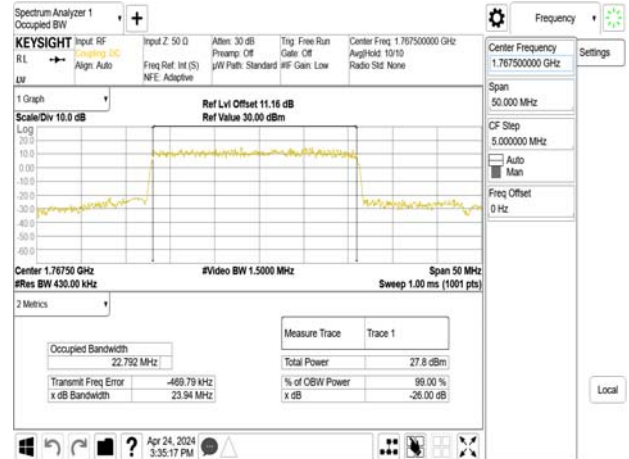 Spectrum Analyzer 1
Occupied BW
+
Frequency
KEYSIGHT
Input: RF
Coupling: DC
Align: Auto
Input Z: 50 Ω
Freq Ref: Int (S)
NFE: Adaptive
Atten: 30 dB
Preamp: Off
µW Path: Standard
Trig: Free Run
Gate: Off
#IF Gain: Low
Center Freq: 1.767500000 GHz
Avg|Hold: 10/10
Radio Std: None
RL
Center Frequency
1.767500000 GHz
Settings
Span
50.000 MHz
CF Step
5.000000 MHz
Auto
Man
Freq Offset
0 Hz
Local
1 Graph
Scale/Div 10.0 dB
Ref Lvl Offset 11.16 dB
Ref Value 30.00 dBm
Log
20.0
10.0
0.00
-10.0
-20.0
-30.0
-40.0
-50.0
-60.0
Center 1.76750 GHz
#Video BW 1.5000 MHz
Span 50 MHz
#Res BW 430.00 kHz
Sweep 1.00 ms (1001 pts)
2 Metrics
Occupied Bandwidth
22.792 MHz
Transmit Freq Error -469.79 kHz
x dB Bandwidth 23.94 MHz
Measure Trace Trace 1
Total Power 27.8 dBm
% of OBW Power 99.00 %
x dB -26.00 dB
?
Apr 24, 2024
3:35:17 PM